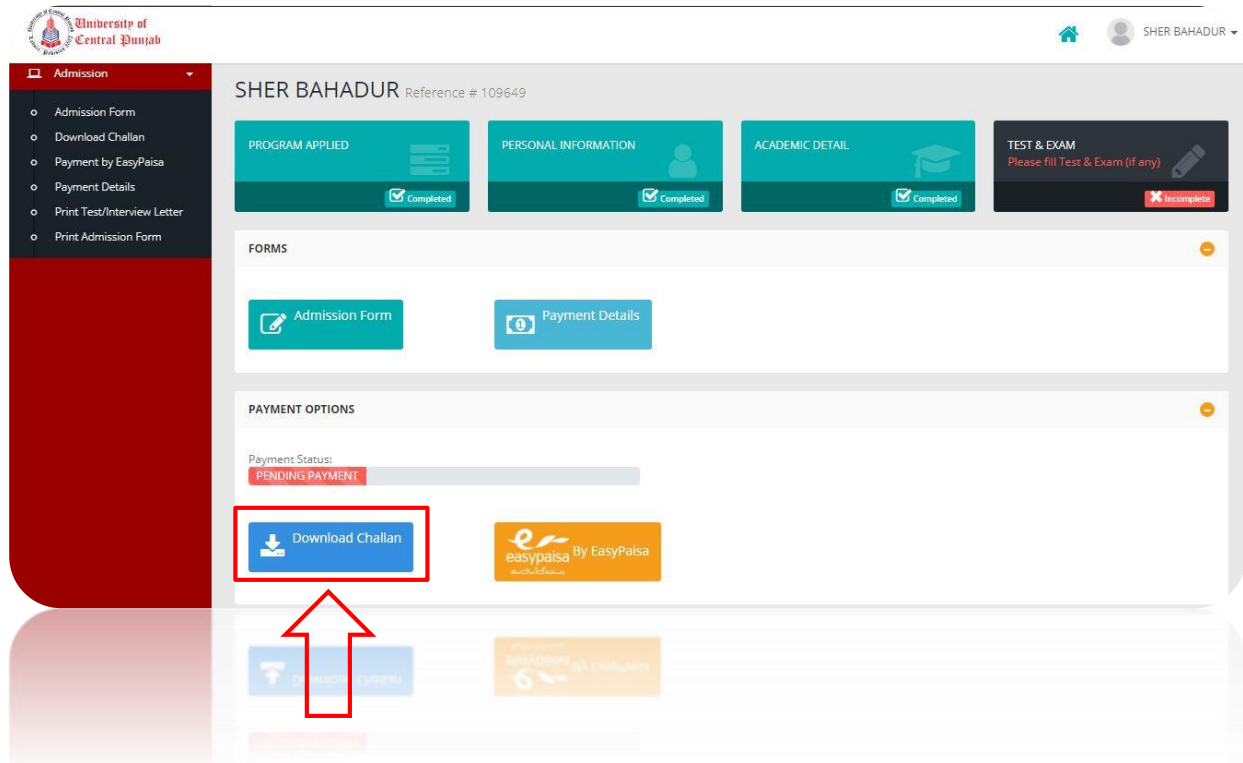 University of
Central Punjab
SHER BAHADUR
Admission
Admission Form
Download Challan
Payment by EasyPaisa
Payment Details
Print Test/Interview Letter
Print Admission Form
SHER BAHADUR Reference # 109649
PROGRAM APPLIED
Completed
PERSONAL INFORMATION
Completed
ACADEMIC DETAIL
Completed
TEST & EXAM
Please fill Test & Exam (if any)
Incomplete
FORMS
Admission Form
Payment Details
PAYMENT OPTIONS
Payment Status:
PENDING PAYMENT
Download Challan
easypaisa By EasyPaisa